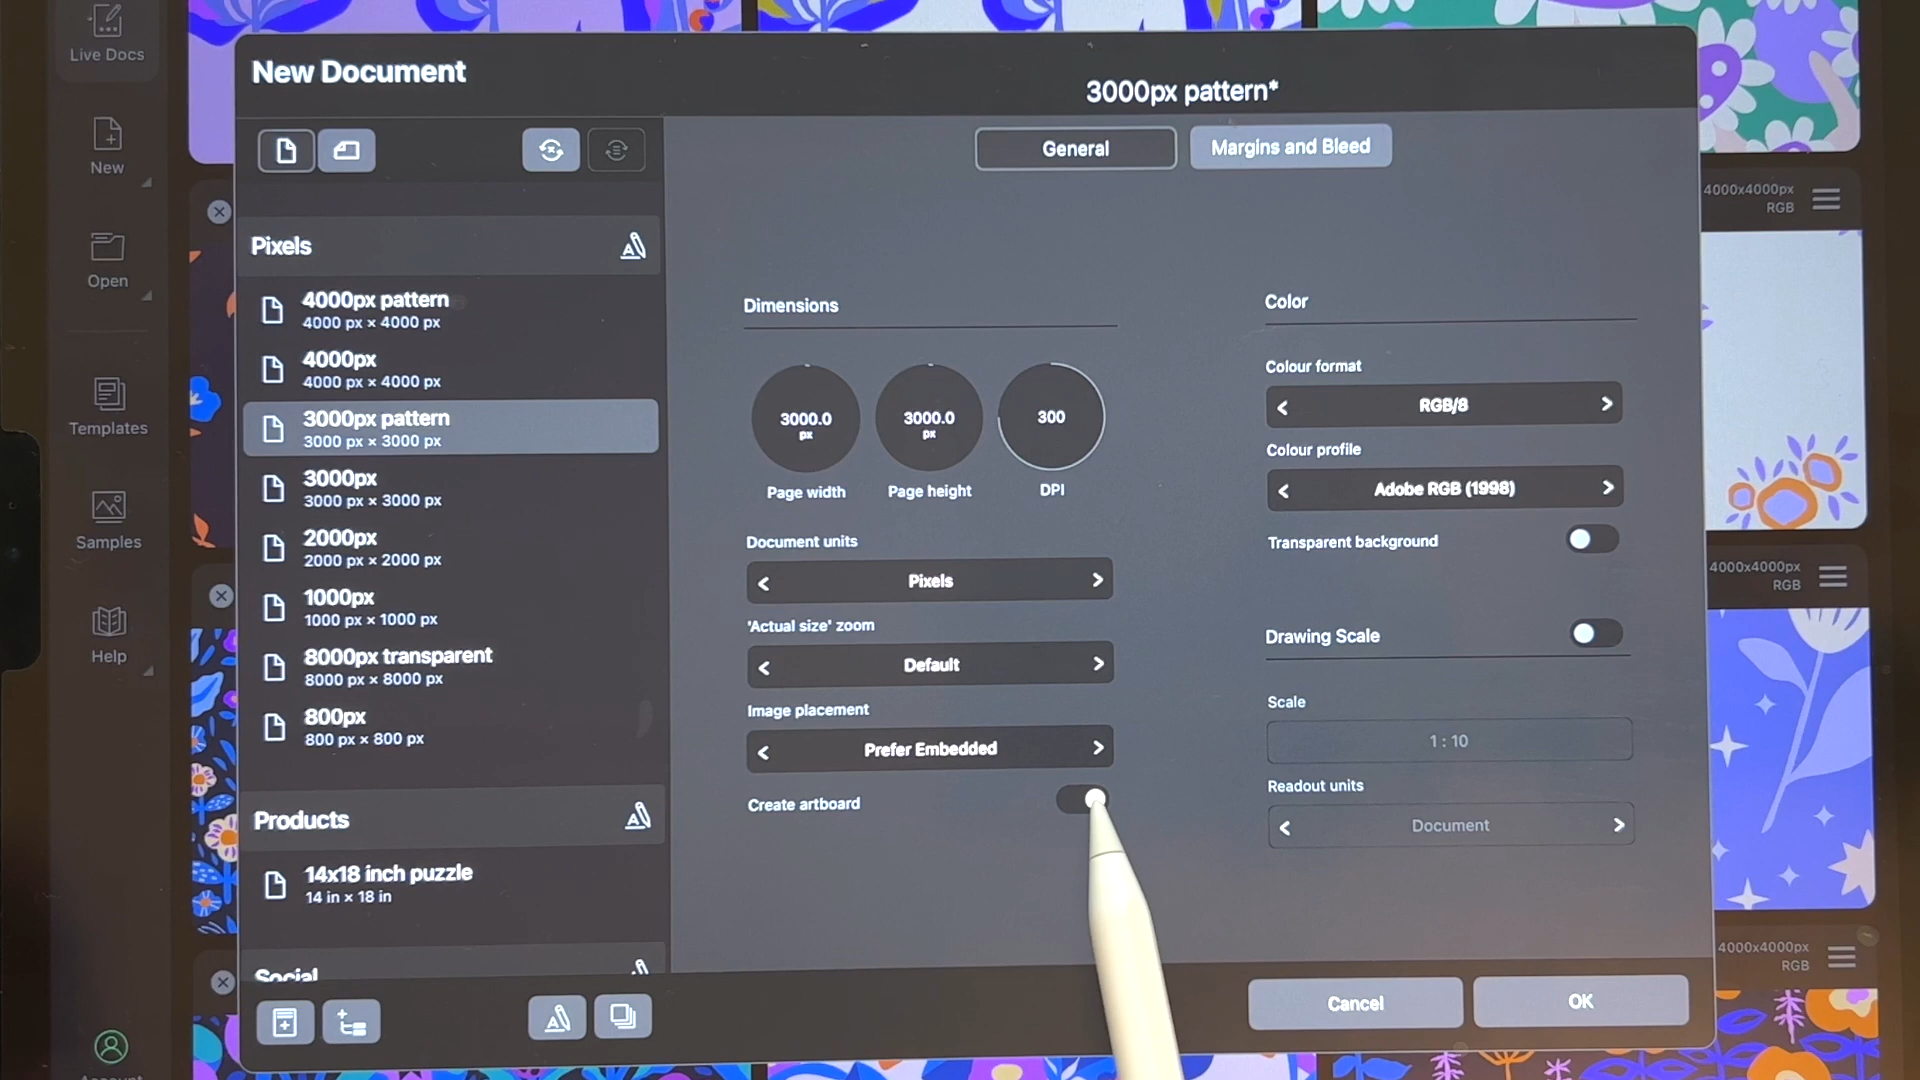 Live Docs
New
Open
Templates
Samples
Help
New Document
3000px pattern*
General
Margins and Bleed
Pixels
4000px pattern
4000 px × 4000 px
4000px
4000 px × 4000 px
3000px pattern
3000 px × 3000 px
3000px
3000 px × 3000 px
2000px
2000 px × 2000 px
1000px
1000 px × 1000 px
8000px transparent
8000 px × 8000 px
800px
800 px × 800 px
Products
14x18 inch puzzle
14 in × 18 in
Social
Dimensions
3000.0
px
3000.0
px
300
Page width
Page height
DPI
Document units
Pixels
'Actual size' zoom
Default
Image placement
Prefer Embedded
Create artboard
Color
Colour format
RGB/8
Colour profile
Adobe RGB (1998)
Transparent background
Drawing Scale
Scale
1 : 10
Readout units
Document
Cancel
OK
4000x4000px
RGB
4000x4000px
RGB
4000x4000px
RGB